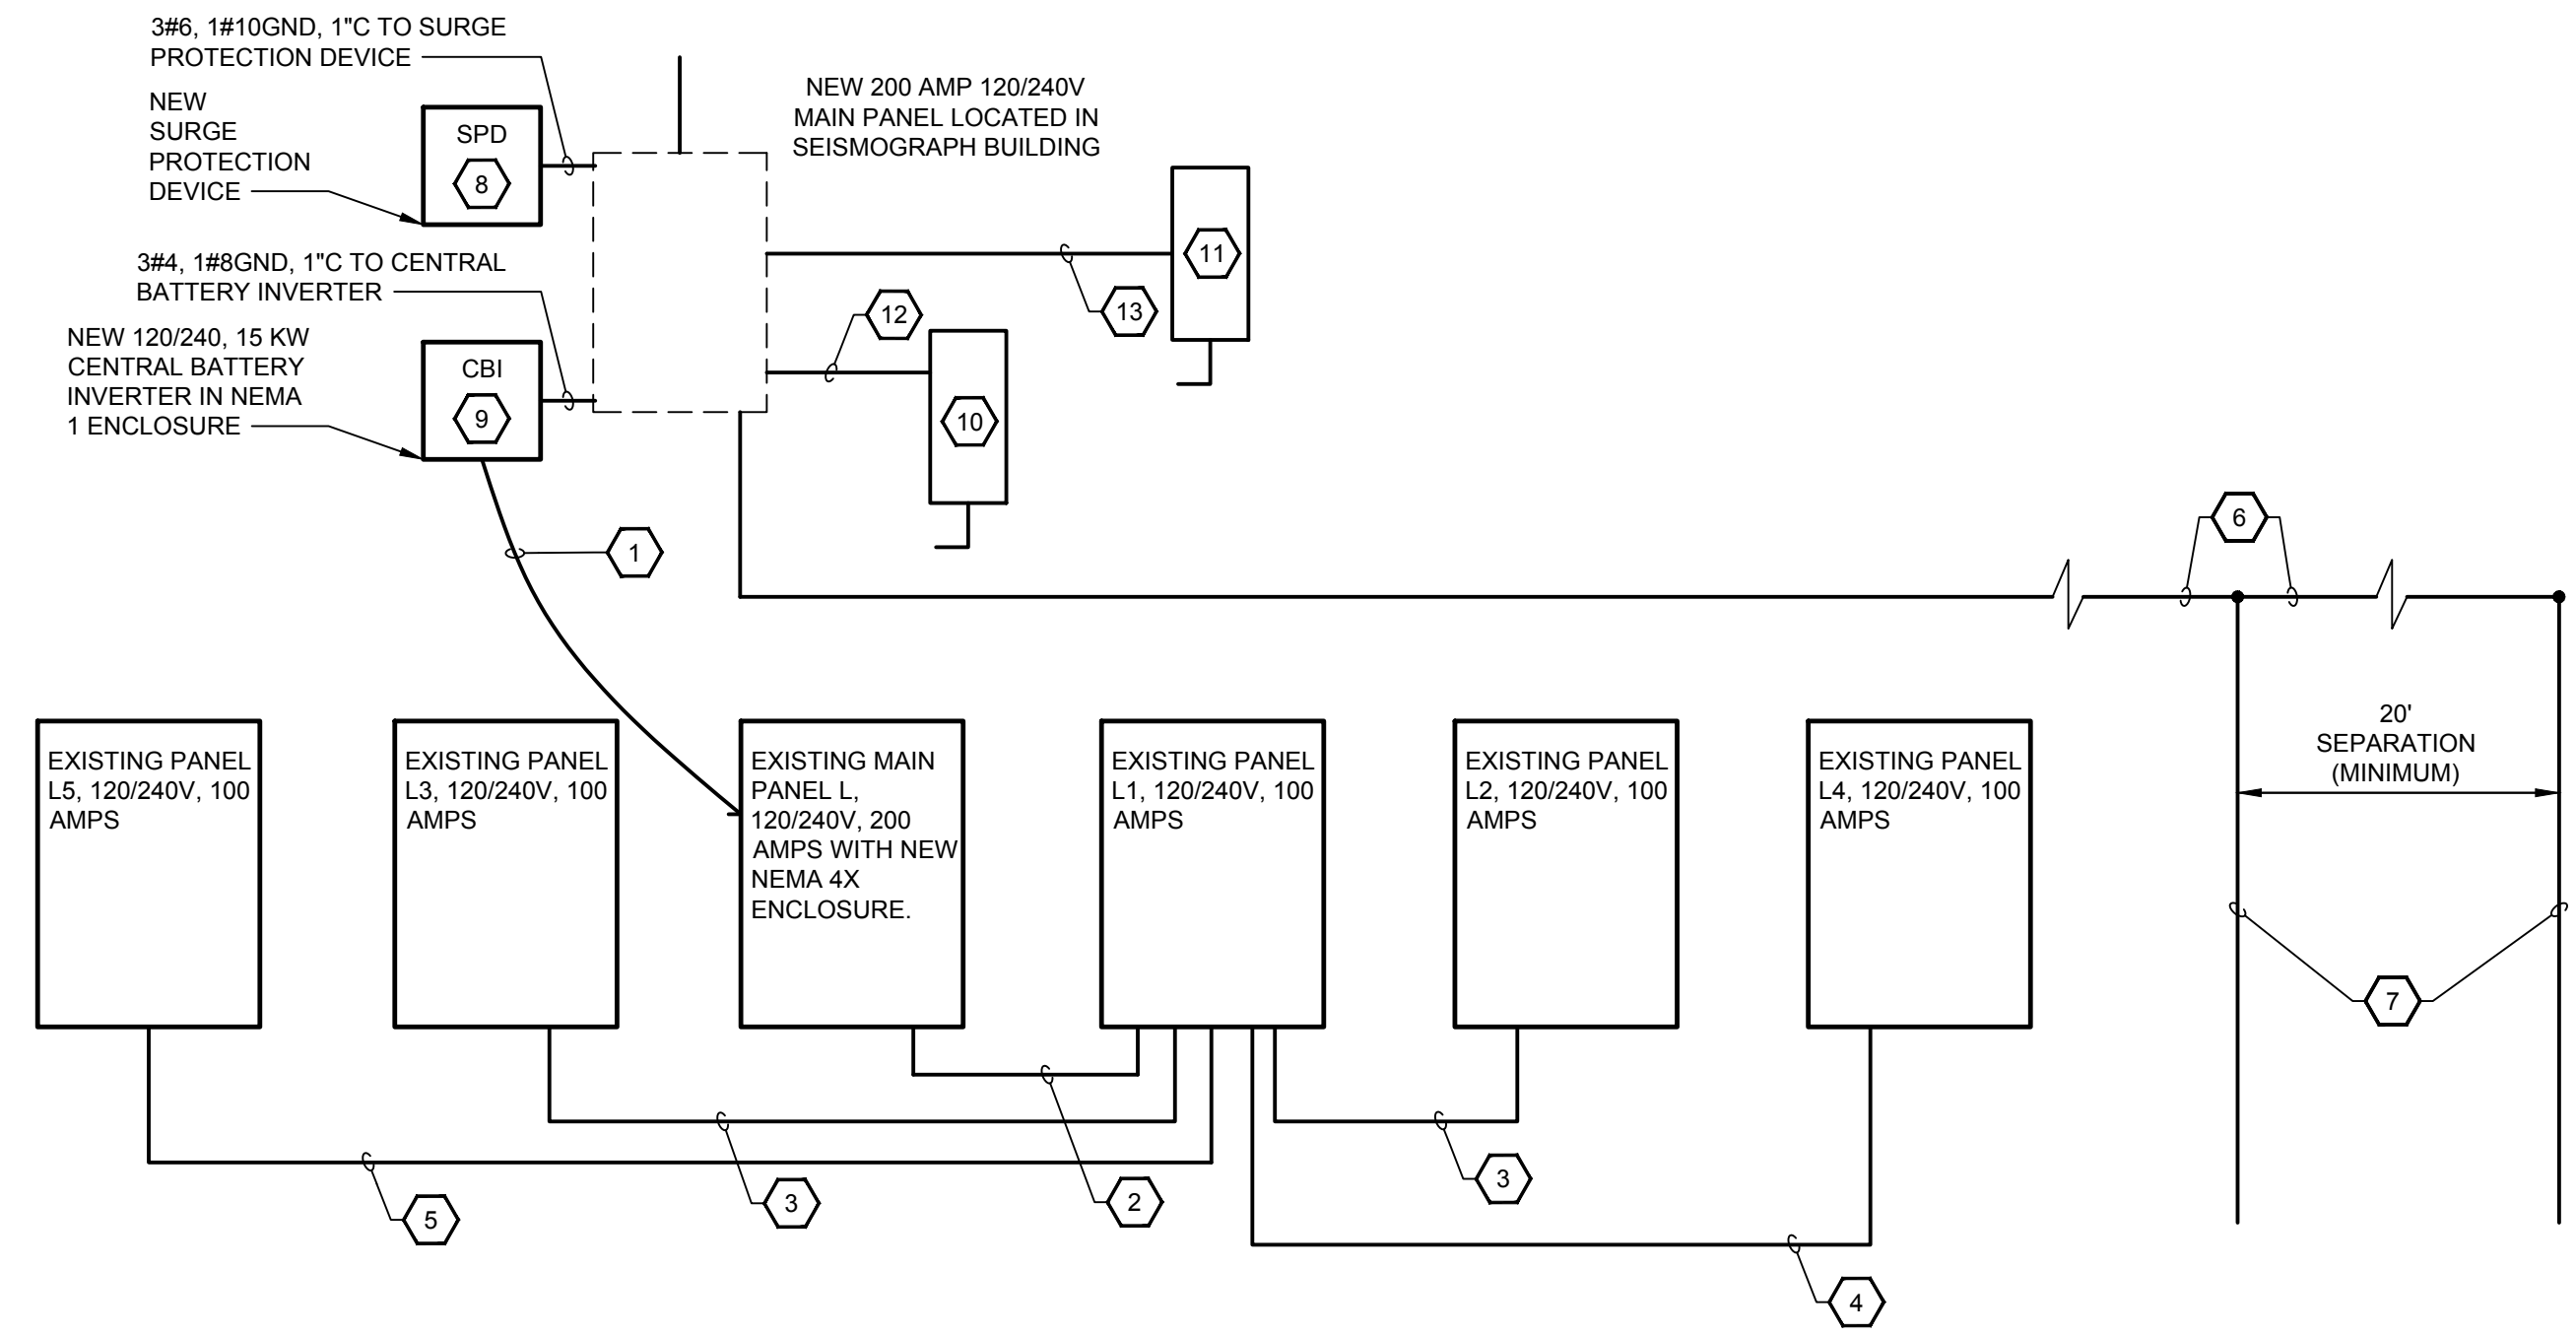 3#6, 1#10GND, 1"C TO SURGE
PROTECTION DEVICE
NEW
SURGE
PROTECTION
DEVICE
SPD
8
NEW 200 AMP 120/240V
MAIN PANEL LOCATED IN
SEISMOGRAPH BUILDING
11
13
3#4, 1#8GND, 1"C TO CENTRAL
BATTERY INVERTER
12
NEW 120/240, 15 KW
CENTRAL BATTERY
INVERTER IN NEMA
1 ENCLOSURE
CBI
9
10
1
6
EXISTING PANEL
L5, 120/240V, 100
AMPS
EXISTING PANEL
L3, 120/240V, 100
AMPS
EXISTING MAIN
PANEL L,
120/240V, 200
AMPS WITH NEW
NEMA 4X
ENCLOSURE.
EXISTING PANEL
L1, 120/240V, 100
AMPS
EXISTING PANEL
L2, 120/240V, 100
AMPS
EXISTING PANEL
L4, 120/240V, 100
AMPS
20'
SEPARATION
(MINIMUM)
7
5
3
2
3
4